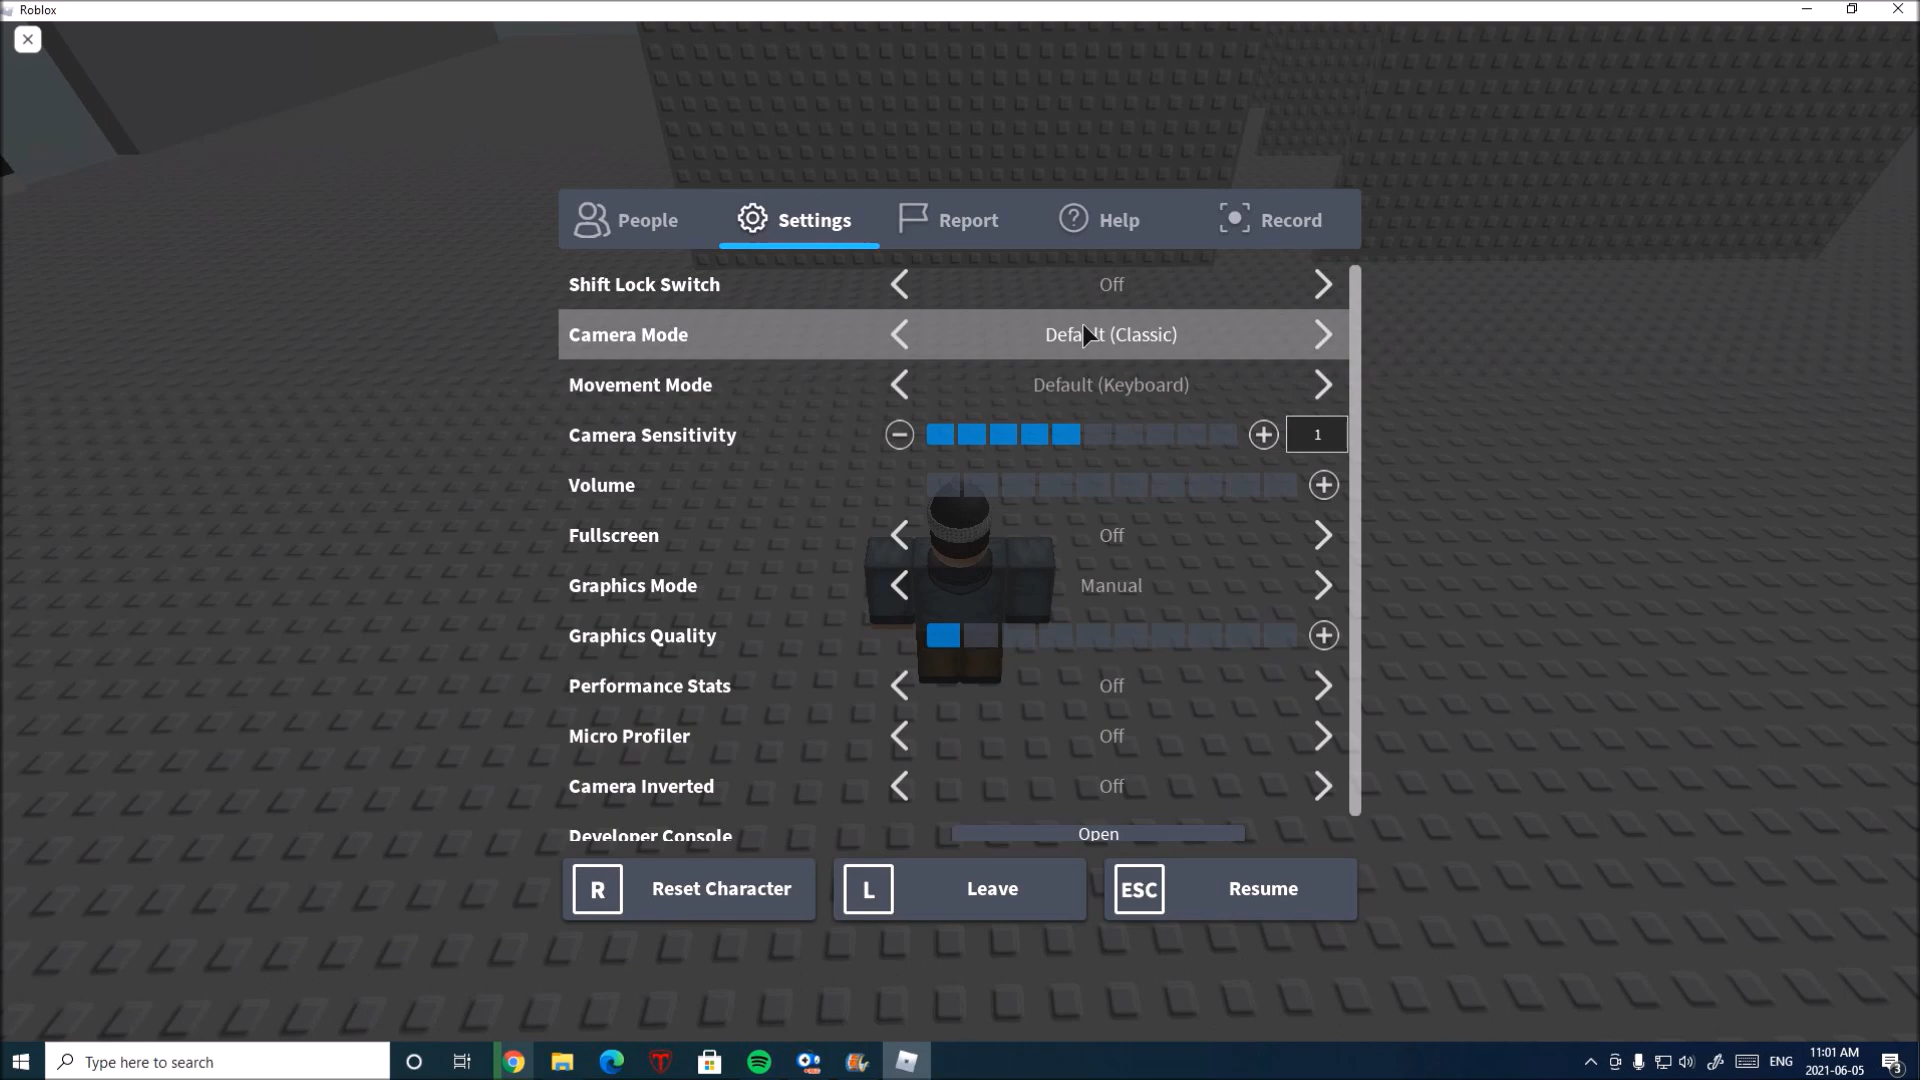 Roblox
People
Settings
Report
Help
Record
Shift Lock Switch
Off
Camera Mode
Default (Classic)
Movement Mode
Default (Keyboard)
Camera Sensitivity
1
Volume
Fullscreen
Off
Graphics Mode
Manual
Graphics Quality
Performance Stats
Off
Micro Profiler
Off
Camera Inverted
Off
Developer Console
Open
R Reset Character
L Leave
ESC Resume
Type here to search
ENG
11:01 AM
2021-06-05
3